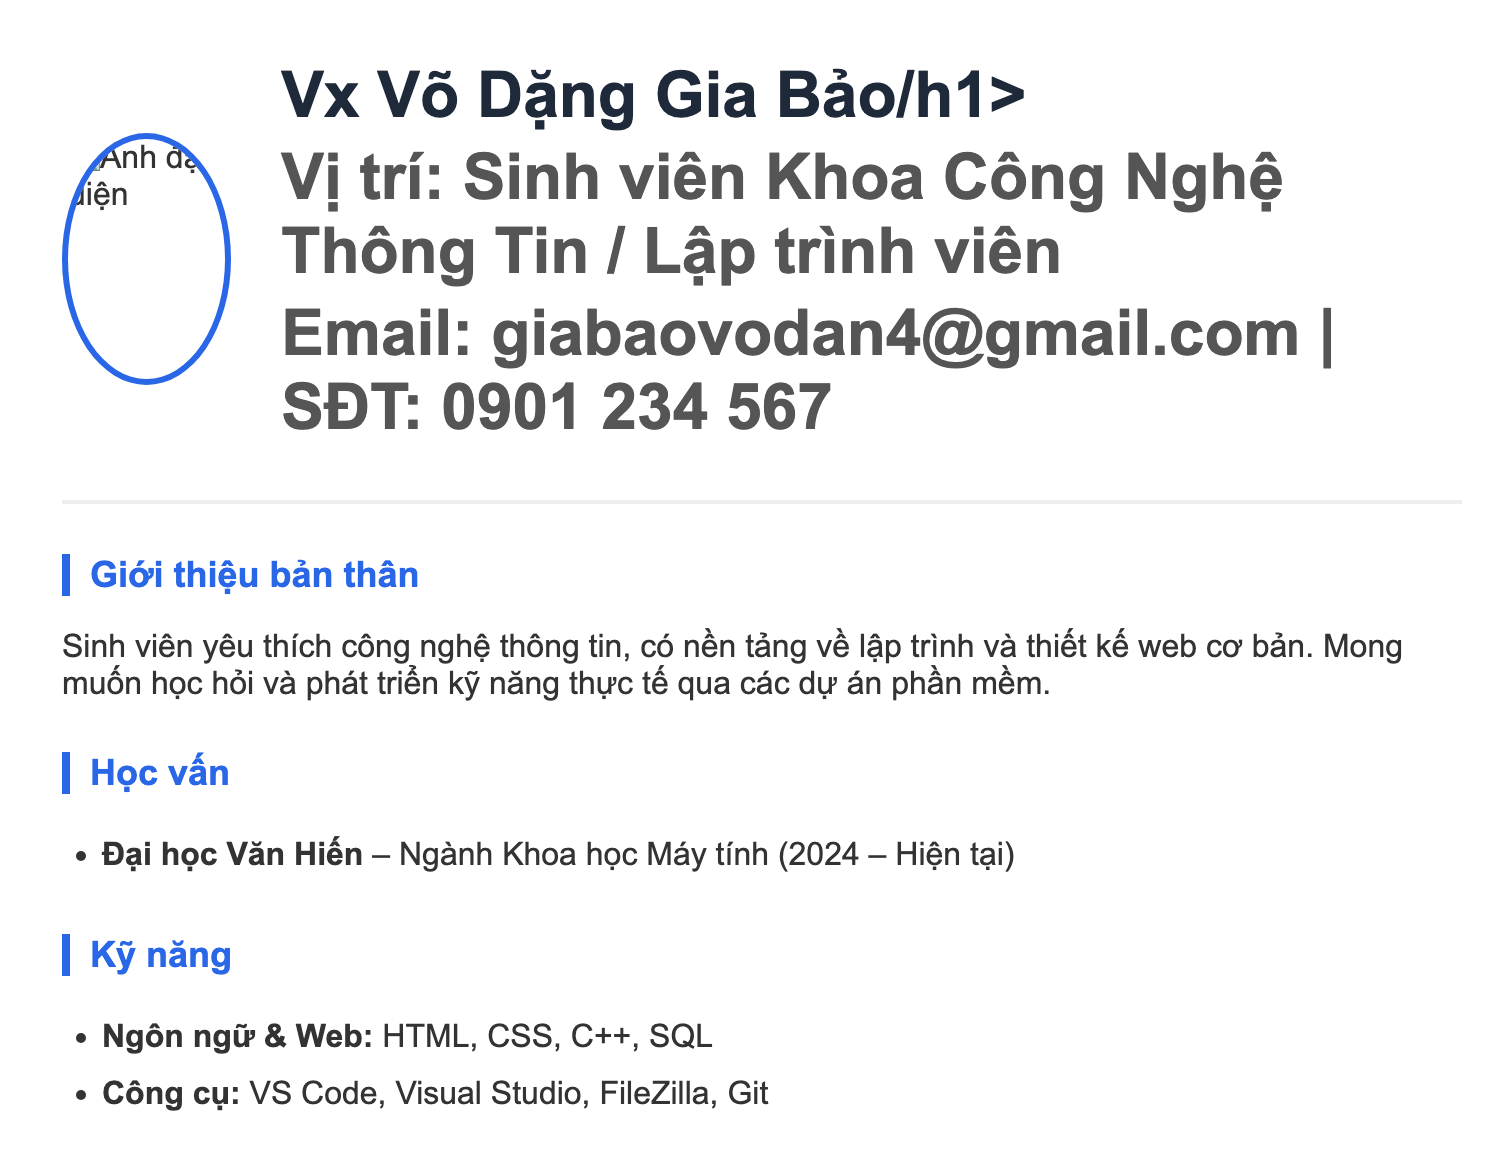 Vx Võ Dặng Gia Bảo/h1>
Ảnh đạ
diện
Vị trí: Sinh viên Khoa Công Nghệ
Thông Tin / Lập trình viên
Email: giabaovodan4@gmail.com |
SĐT: 0901 234 567
Giới thiệu bản thân
Sinh viên yêu thích công nghệ thông tin, có nền tảng về lập trình và thiết kế web cơ bản. Mong
muốn học hỏi và phát triển kỹ năng thực tế qua các dự án phần mềm.
Học vấn
• Đại học Văn Hiến – Ngành Khoa học Máy tính (2024 – Hiện tại)
Kỹ năng
• Ngôn ngữ & Web: HTML, CSS, C++, SQL
• Công cụ: VS Code, Visual Studio, FileZilla, Git